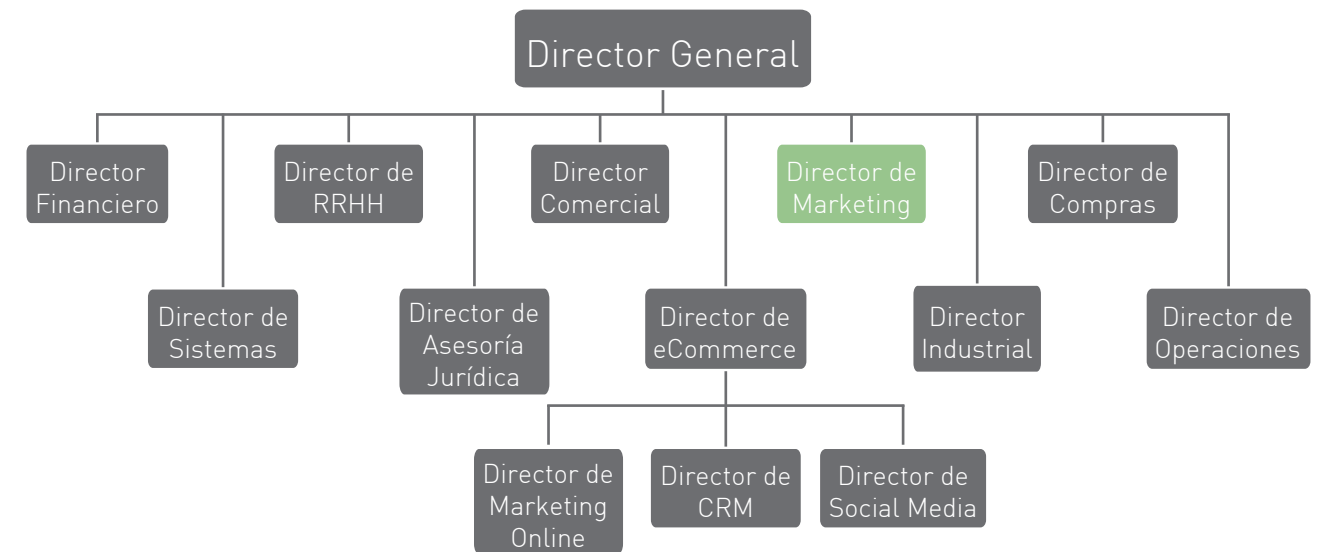 Director General
Director
Financiero
Director de
RRHH
Director
Comercial
Director de
Marketing
Director de
Compras
Director de
Sistemas
Director de
Asesoría
Jurídica
Director de
eCommerce
Director
Industrial
Director de
Operaciones
Director de
Marketing
Online
Director de
CRM
Director de
Social Media